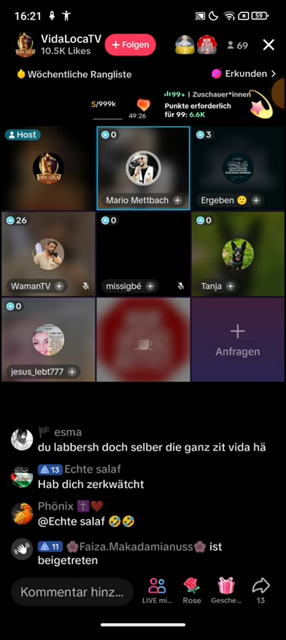 16:21
59
VidaLocaTV
10.5K Likes
+ Folgen
69
Wöchentliche Rangliste
Erkunden >
5/999k
49:26
99+ | Zuschauer*innen
Punkte erforderlich
für 99: 6.6K
Host
0
Mario Mettbach +
3
Ergeben 🙂 +
26
WamanTV +
0
missigbé +
Tanja +
0
jesus_lebt777 +
+
Anfragen
esma
du labbersh doch selber die ganz zit vida hä
13 Echte salaf
Hab dich zerkwätcht
Phönix ✝️❤️
@Echte salaf 🤣🤣
11 🌸Faiza.Makadamianuss🌸 ist
beigetreten
Kommentar hinz...
LIVE mi...
Rose
Gesche...
13